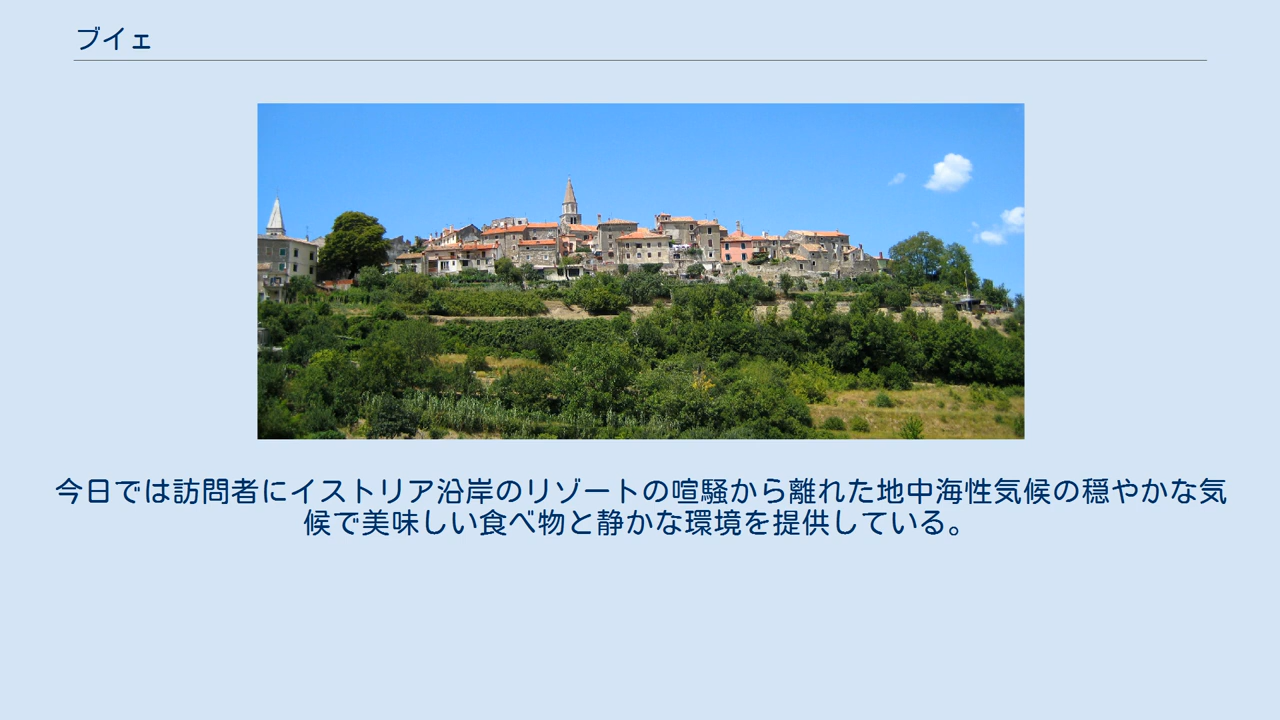 ブイェ
今日では訪問者にイストリア沿岸のリゾートの喧騒から離れた地中海性気候の穏やかな気
候で美味しい食べ物と静かな環境を提供している。